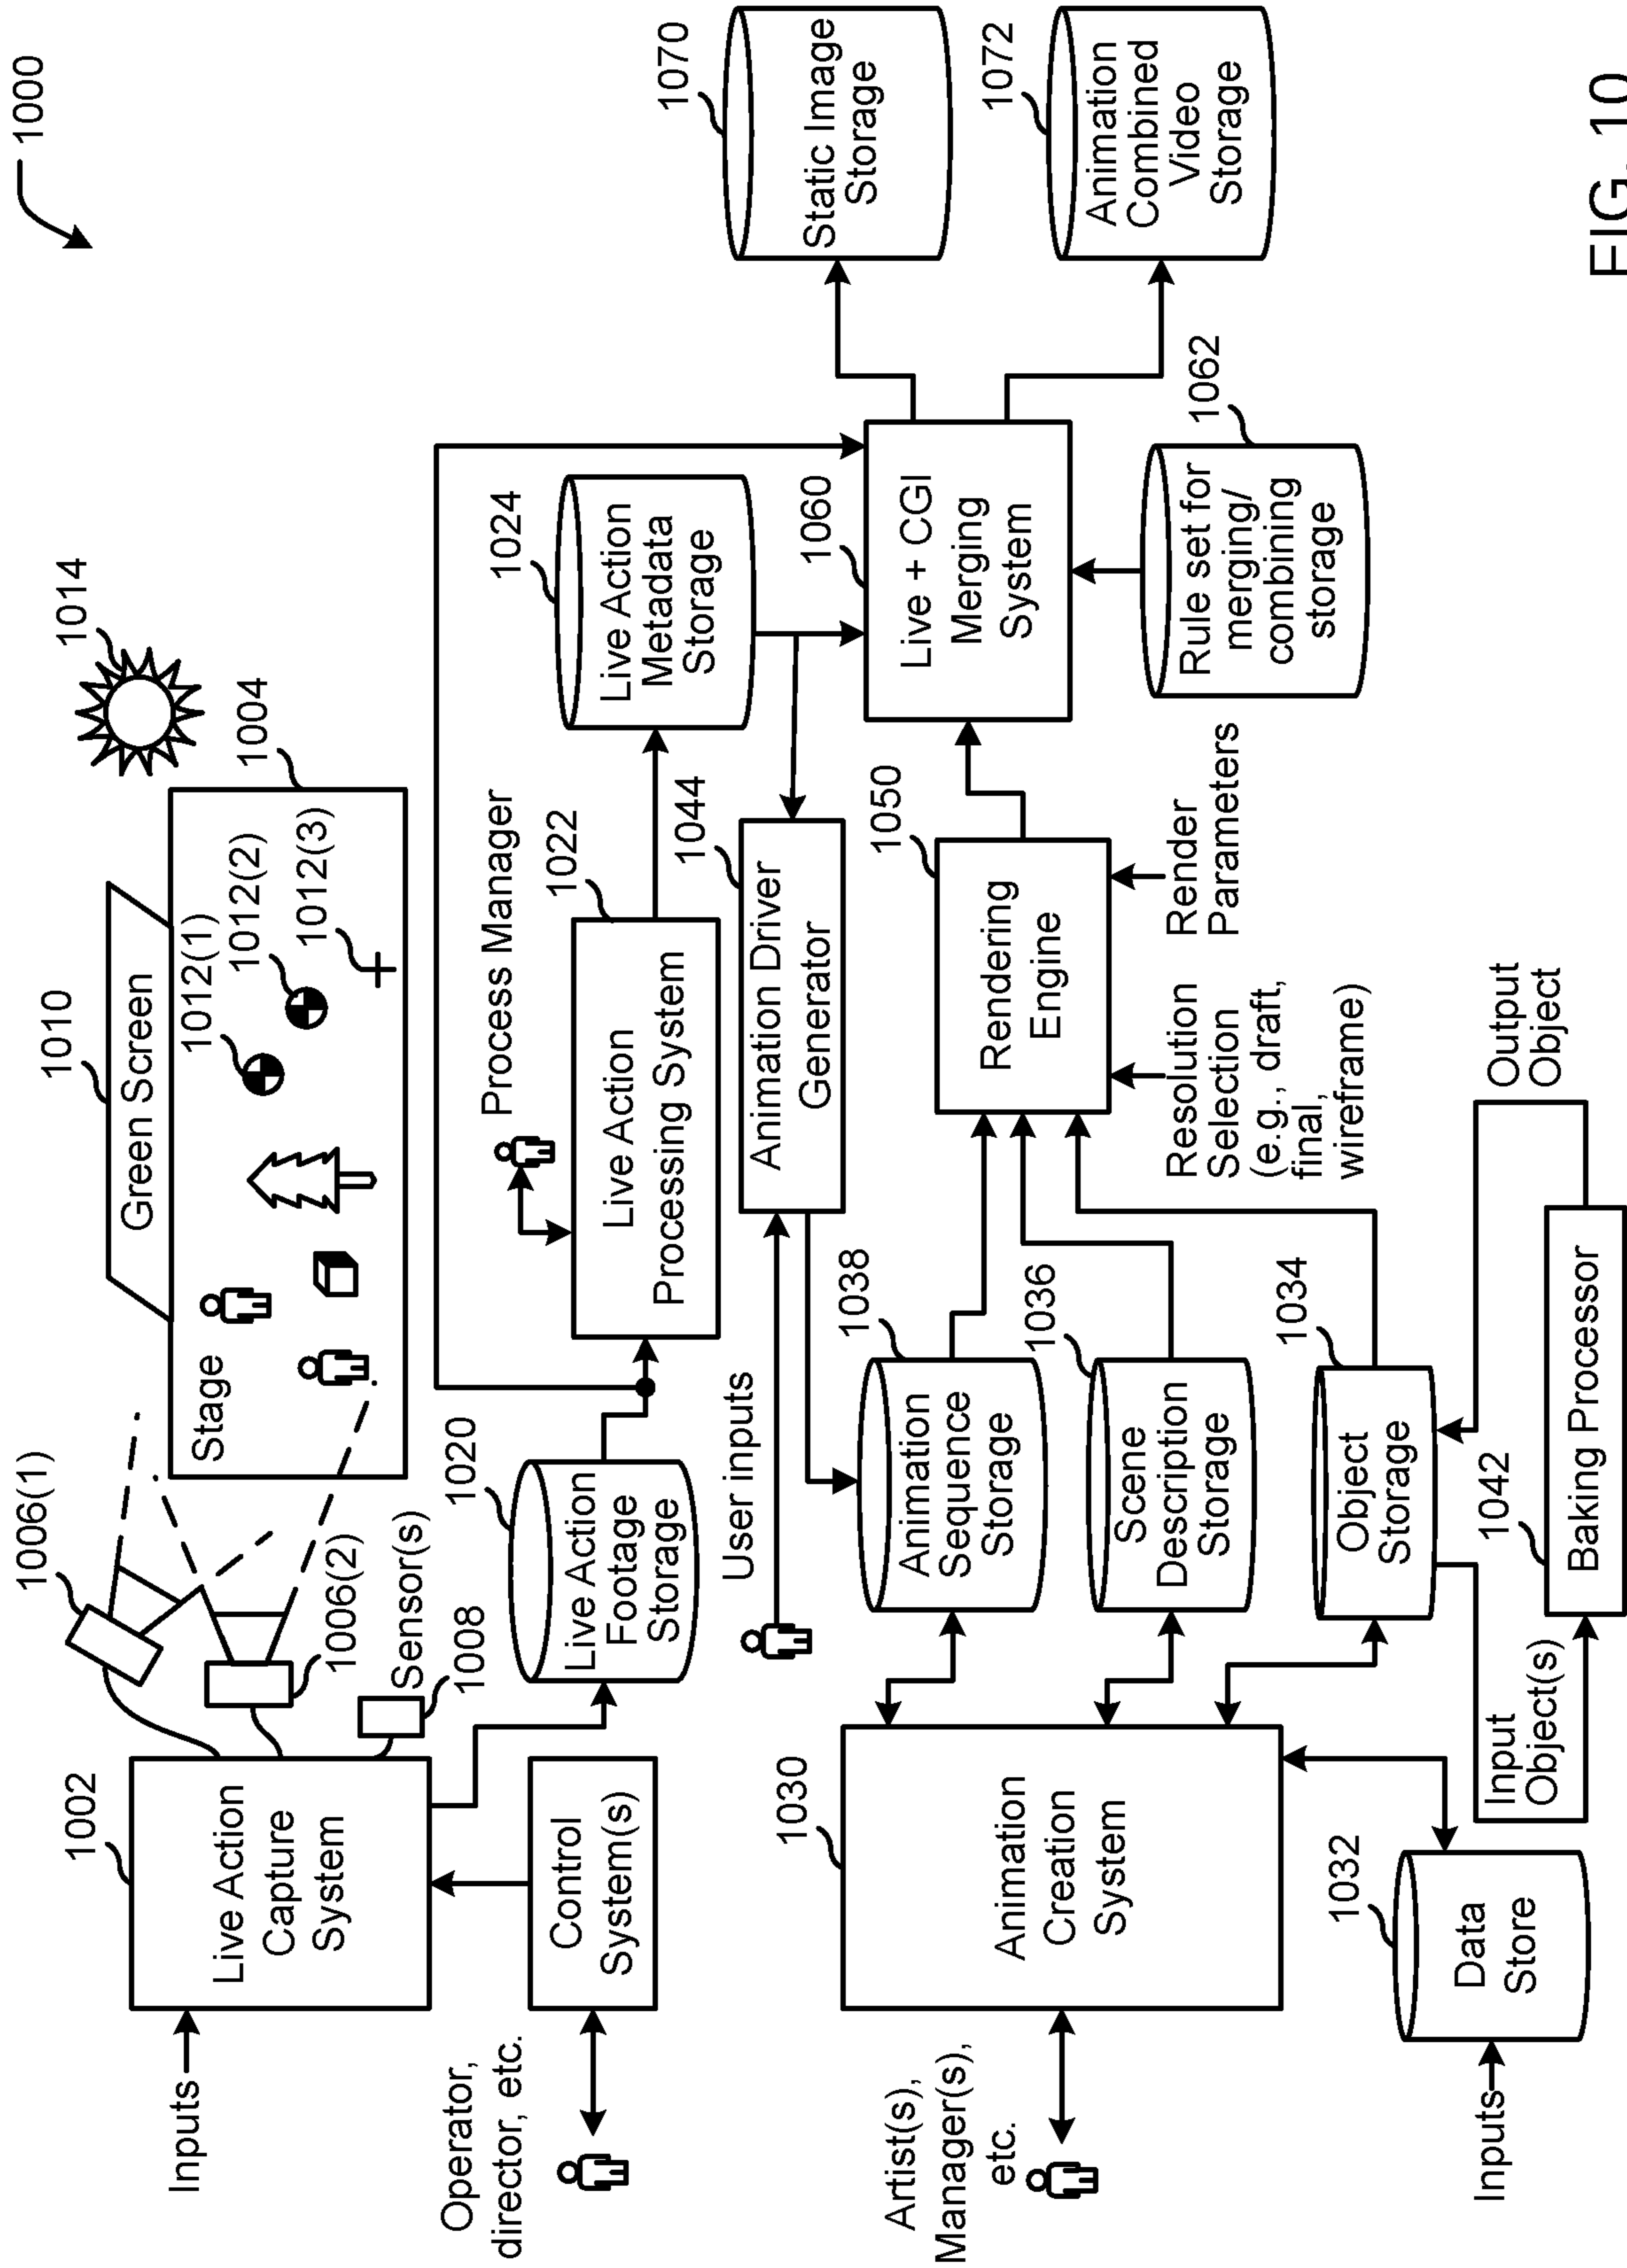 1000
1006(1)
1010
Green Screen
1014
1002
Live Action
Capture
System
Inputs
1006(2)
Sensor(s)
1008
Stage
1012(1)
1012(2)
1012(3)
1004
Operator,
director, etc.
Control
System(s)
1020
Live Action
Footage
Storage
Process Manager
1022
Live Action
Processing System
1024
Live Action
Metadata
Storage
User inputs
1044
Animation Driver
Generator
1070
Static Image
Storage
1072
Animation
Combined
Video
Storage
1060
Live + CGI
Merging
System
1062
Rule set for
merging/
combining
storage
1030
Animation
Creation
System
Artist(s),
Manager(s),
etc.
1038
Animation
Sequence
Storage
1036
Scene
Description
Storage
1034
Object
Storage
1050
Rendering
Engine
Resolution
Selection
(e.g., draft,
final,
wireframe)
Render
Parameters
1032
Data
Store
Inputs
Input
Object(s)
1042
Baking Processor
Output
Object
FIG. 10